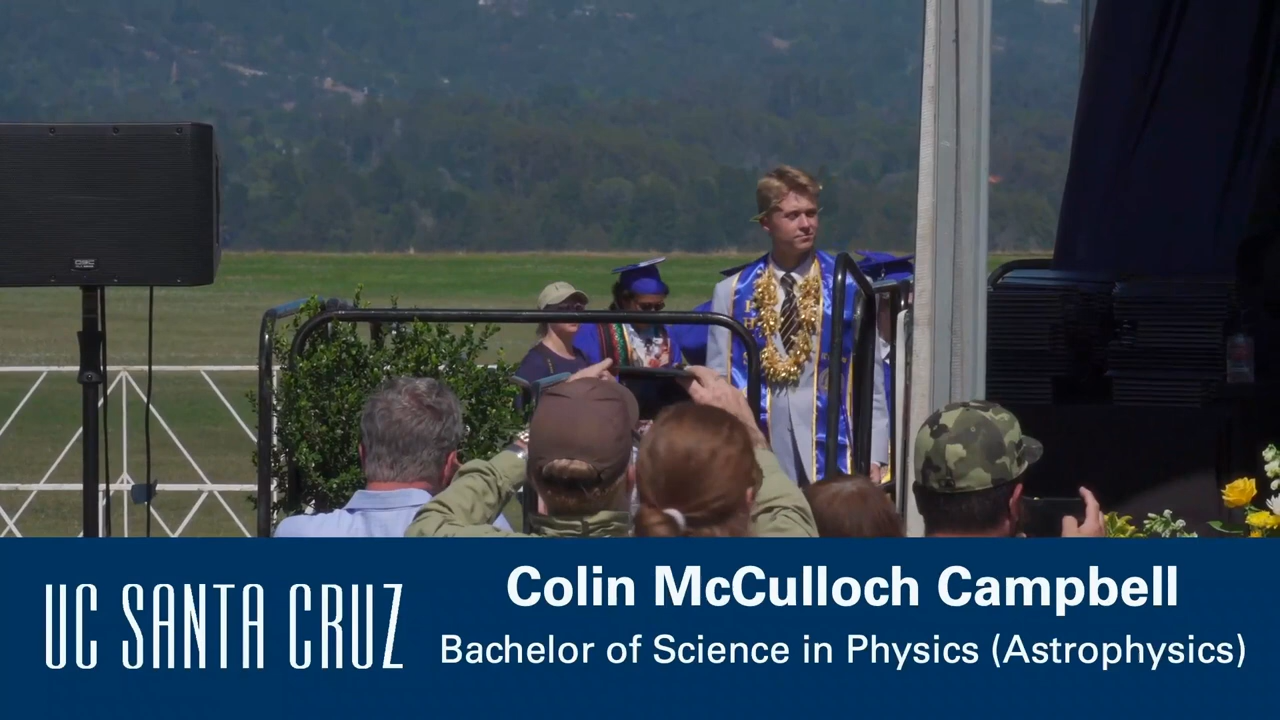 UC SANTA CRUZ
Colin McCulloch Campbell
Bachelor of Science in Physics (Astrophysics)